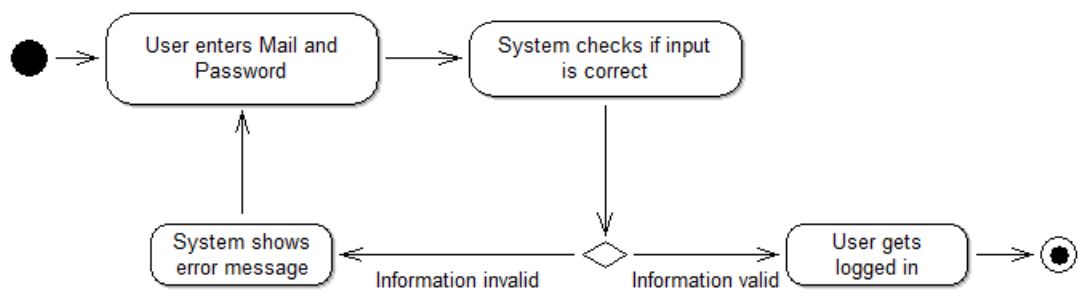 User enters Mail and
Password
System checks if input
is correct
System shows
error message
Information invalid
Information valid
User gets
logged in